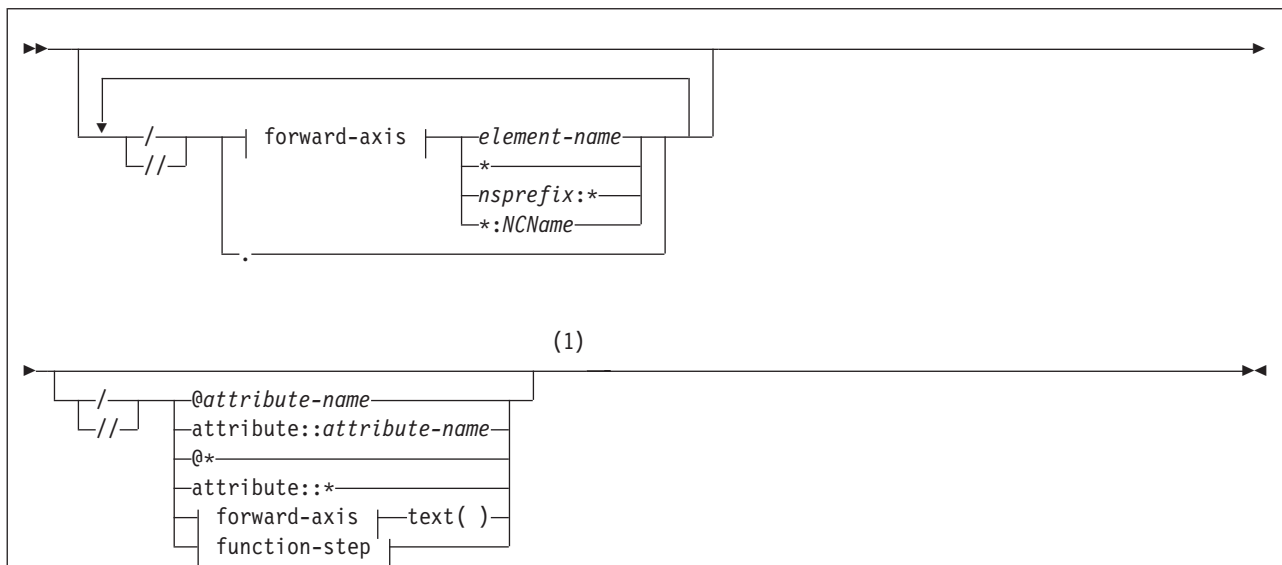 /
//
forward-axis
element-name
*
nsprefix:*
*:NCName
.
(1)
/
//
@attribute-name
attribute::attribute-name
@*
attribute::*
forward-axis
text( )
function-step